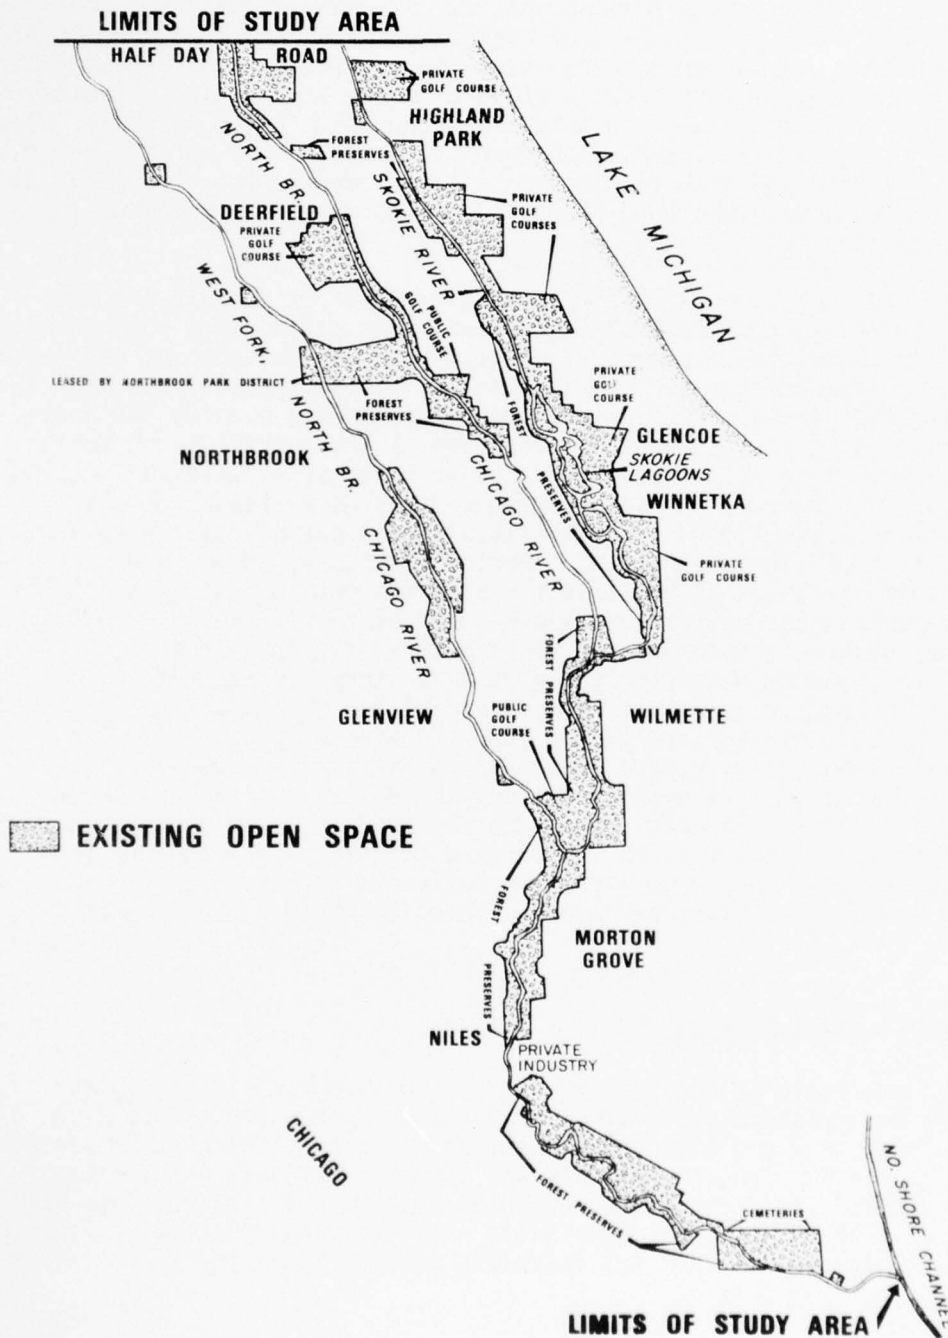 LIMITS OF STUDY AREA
HALF DAY ROAD
PRIVATE
GOLF COURSE
HIGHLAND
PARK
FOREST
PRESERVES
NORTH BR.
SKOKIE RIVER
LAKE MICHIGAN
PRIVATE
GOLF
COURSES
DEERFIELD
PRIVATE
GOLF
COURSE
WEST FORK,
PUBLIC
GOLF COURSE
LEASED BY NORTHBROOK PARK DISTRICT
FOREST
PRESERVES
PRIVATE
GOLF
COURSE
FOREST
PRESERVES
GLENCOE
SKOKIE
LAGOONS
NORTHBROOK
NORTH BR.
CHICAGO RIVER
WINNETKA
CHICAGO RIVER
PRIVATE
GOLF COURSE
FOREST PRESERVES
GLENVIEW
PUBLIC
GOLF
COURSE
WILMETTE
EXISTING OPEN SPACE
FOREST
PRESERVES
MORTON
GROVE
NILES
PRIVATE
INDUSTRY
CHICAGO
FOREST PRESERVES
CEMETERIES
NO. SHORE CHANNEL
LIMITS OF STUDY AREA